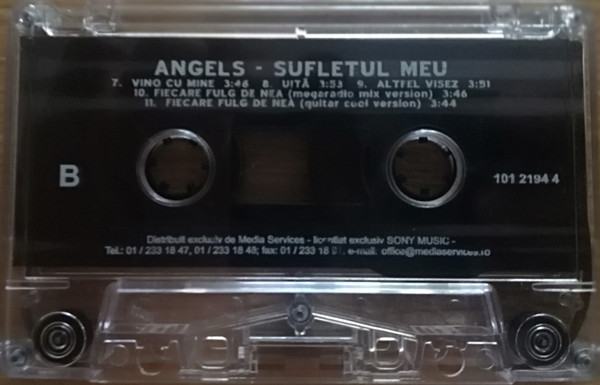 ANGELS - SUFLETUL MEU
7. VINO CU MINE 3:46 8. UITĂ 3:53 9. ALTFEL VISEZ 3:51
10. FIECARE FULG DE NEA (megaradio mix version) 3:46
11. FIECARE FULG DE NEA (guitar cool version) 3:44
B
101 2194 4
Distribuit exclusiv de Media Services - licențiat exclusiv SONY MUSIC -
Tel.: 01 / 233 18 47, 01 / 233 18 48; fax: 01 / 233 18 e-mail: office@mediaservices.ro